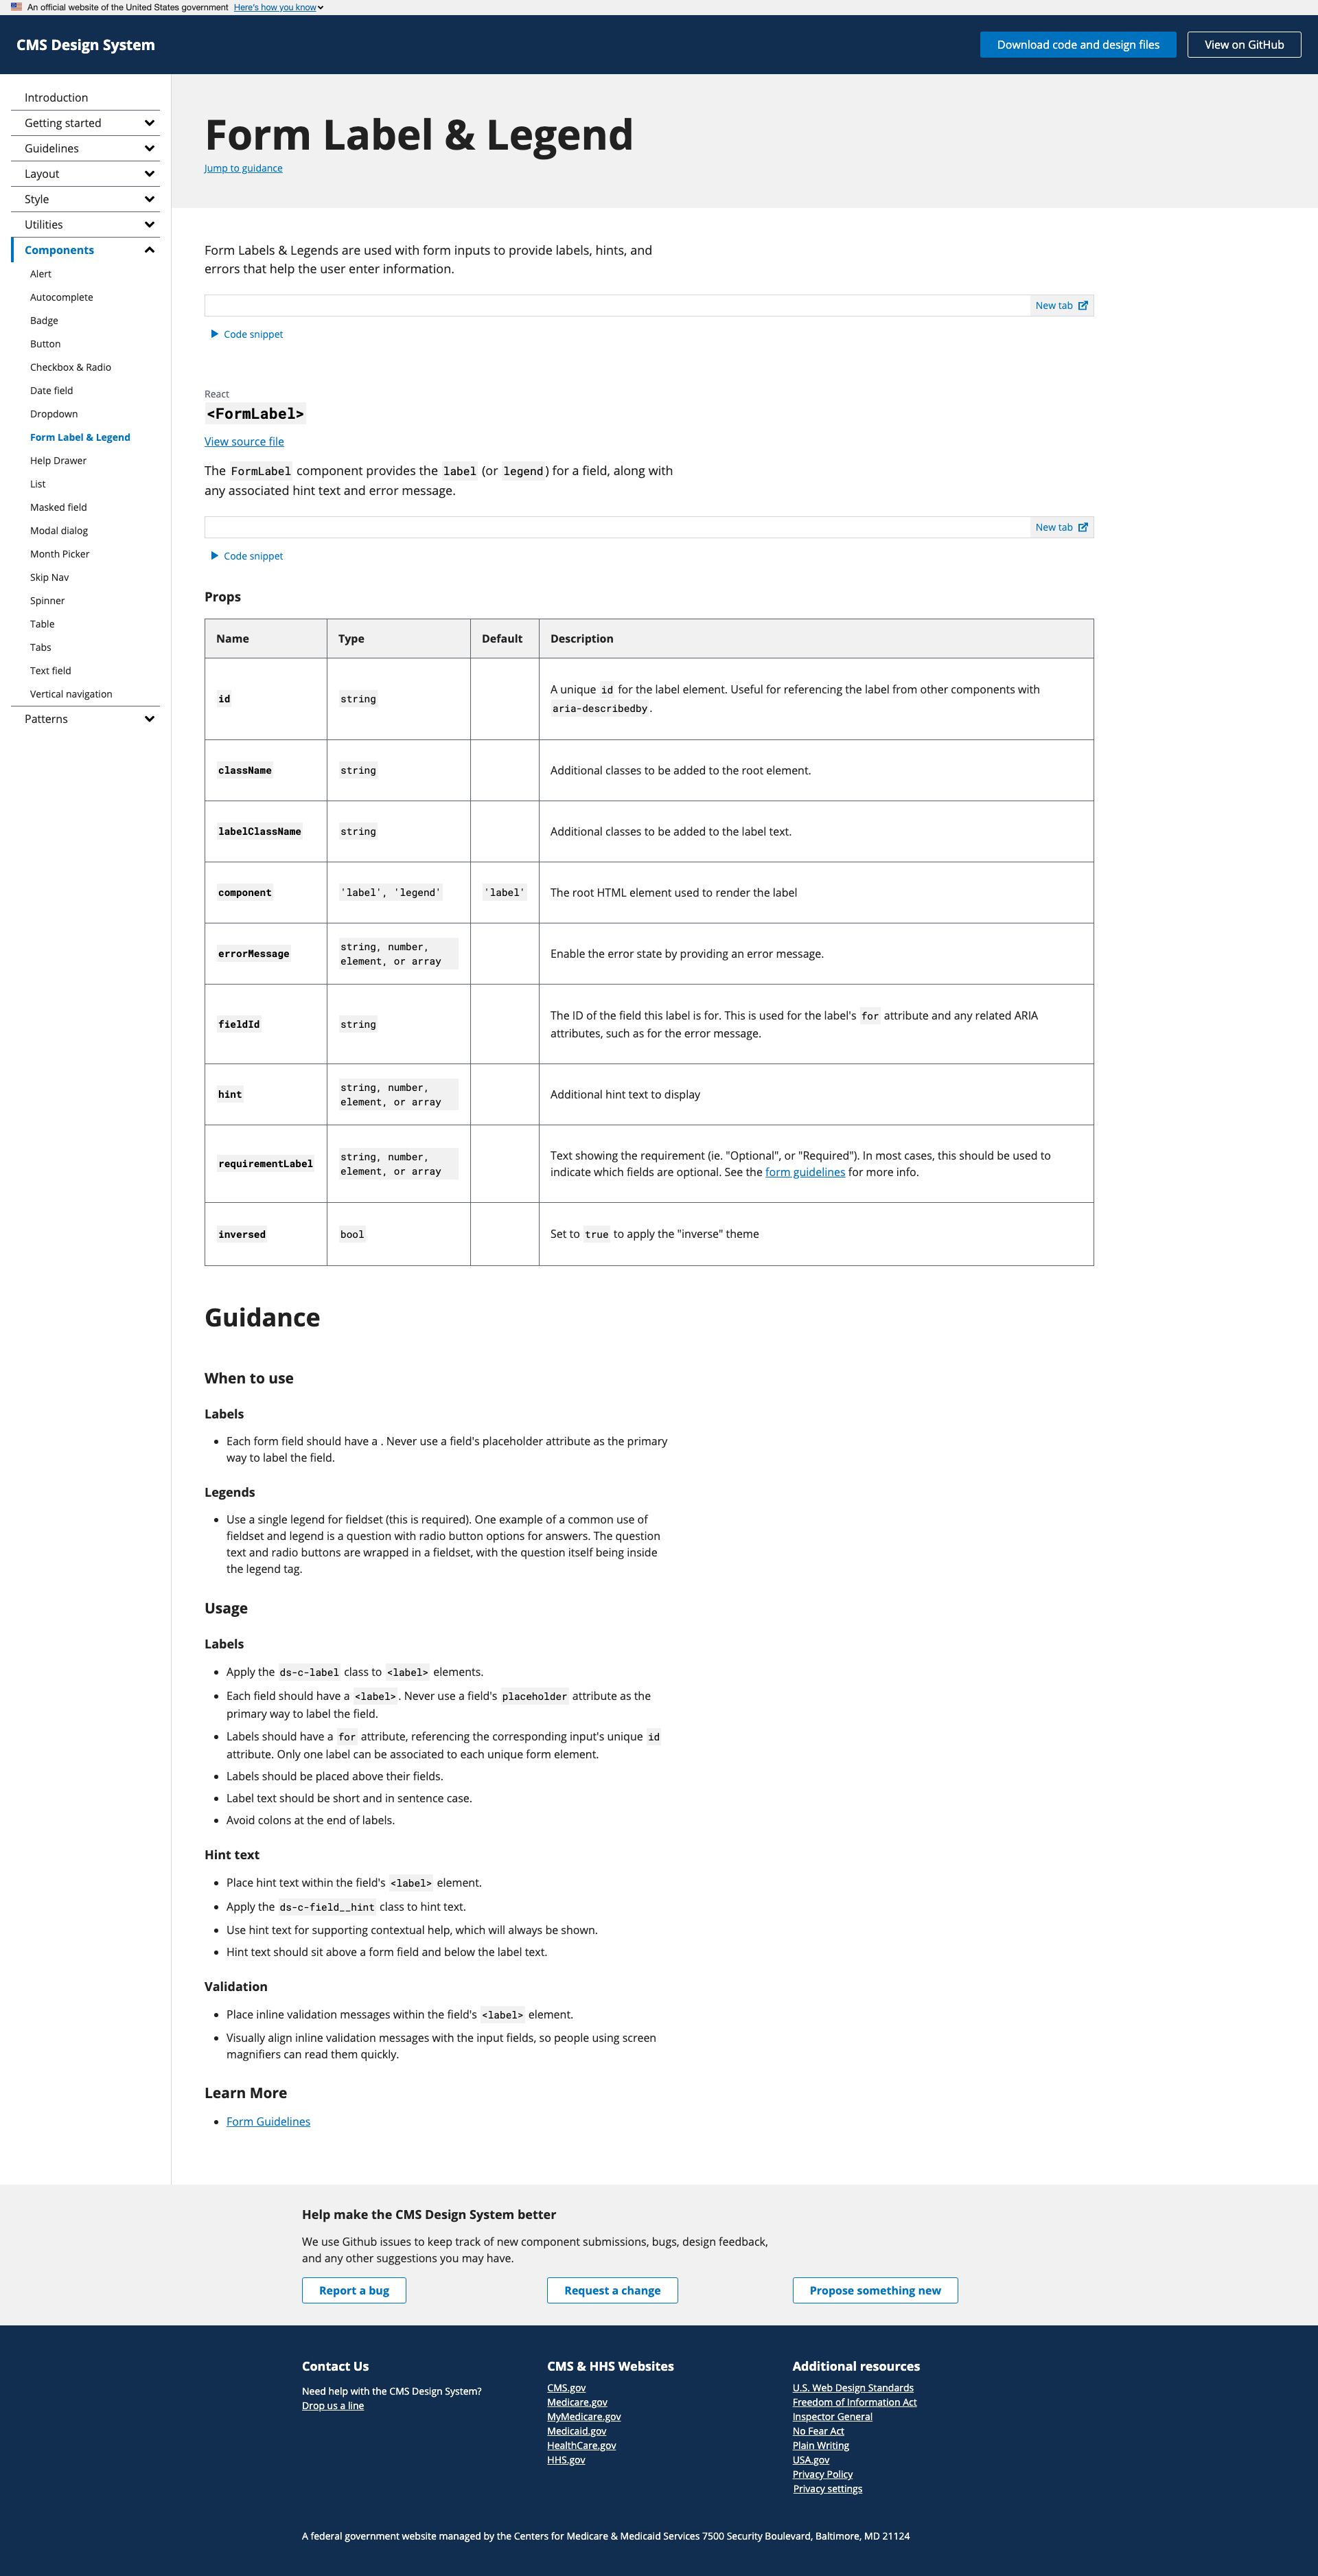 An official website of the United States government Here's how you know
CMS Design System
Download code and design files
View on GitHub
Introduction
Getting started
Guidelines
Layout
Style
Utilities
Components
Alert
Autocomplete
Badge
Button
Checkbox & Radio
Date field
Dropdown
Form Label & Legend
Help Drawer
List
Masked field
Modal dialog
Month Picker
Skip Nav
Spinner
Table
Tabs
Text field
Vertical navigation
Patterns
Form Label & Legend
Jump to guidance
Form Labels & Legends are used with form inputs to provide labels, hints, and
errors that help the user enter information.
New tab
Code snippet
React
<FormLabel>
View source file
The FormLabel component provides the label (or legend) for a field, along with
any associated hint text and error message.
New tab
Code snippet
Props
Name Type Default Description
id string A unique id for the label element. Useful for referencing the label from other components with
aria-describedby.
className string Additional classes to be added to the root element.
labelClassName string Additional classes to be added to the label text.
component 'label', 'legend' 'label' The root HTML element used to render the label
errorMessage string, number, element, or array Enable the error state by providing an error message.
fieldId string The ID of the field this label is for. This is used for the label's for attribute and any related ARIA
attributes, such as for the error message.
hint string, number, element, or array Additional hint text to display
requirementLabel string, number, element, or array Text showing the requirement (ie. "Optional", or "Required"). In most cases, this should be used to
indicate which fields are optional. See the form guidelines for more info.
inversed bool Set to true to apply the "inverse" theme
Guidance
When to use
Labels
Each form field should have a . Never use a field's placeholder attribute as the primary
way to label the field.
Legends
Use a single legend for fieldset (this is required). One example of a common use of
fieldset and legend is a question with radio button options for answers. The question
text and radio buttons are wrapped in a fieldset, with the question itself being inside
the legend tag.
Usage
Labels
Apply the ds-c-label class to <label> elements.
Each field should have a <label>. Never use a field's placeholder attribute as the
primary way to label the field.
Labels should have a for attribute, referencing the corresponding input's unique id
attribute. Only one label can be associated to each unique form element.
Labels should be placed above their fields.
Label text should be short and in sentence case.
Avoid colons at the end of labels.
Hint text
Place hint text within the field's <label> element.
Apply the ds-c-field__hint class to hint text.
Use hint text for supporting contextual help, which will always be shown.
Hint text should sit above a form field and below the label text.
Validation
Place inline validation messages within the field's <label> element.
Visually align inline validation messages with the input fields, so people using screen
magnifiers can read them quickly.
Learn More
Form Guidelines
Help make the CMS Design System better
We use Github issues to keep track of new component submissions, bugs, design feedback,
and any other suggestions you may have.
Report a bug
Request a change
Propose something new
Contact Us
Need help with the CMS Design System?
Drop us a line
CMS & HHS Websites
CMS.gov
Medicare.gov
MyMedicare.gov
Medicaid.gov
HealthCare.gov
HHS.gov
Additional resources
U.S. Web Design Standards
Freedom of Information Act
Inspector General
No Fear Act
Plain Writing
USA.gov
Privacy Policy
Privacy settings
A federal government website managed by the Centers for Medicare & Medicaid Services 7500 Security Boulevard, Baltimore, MD 21124